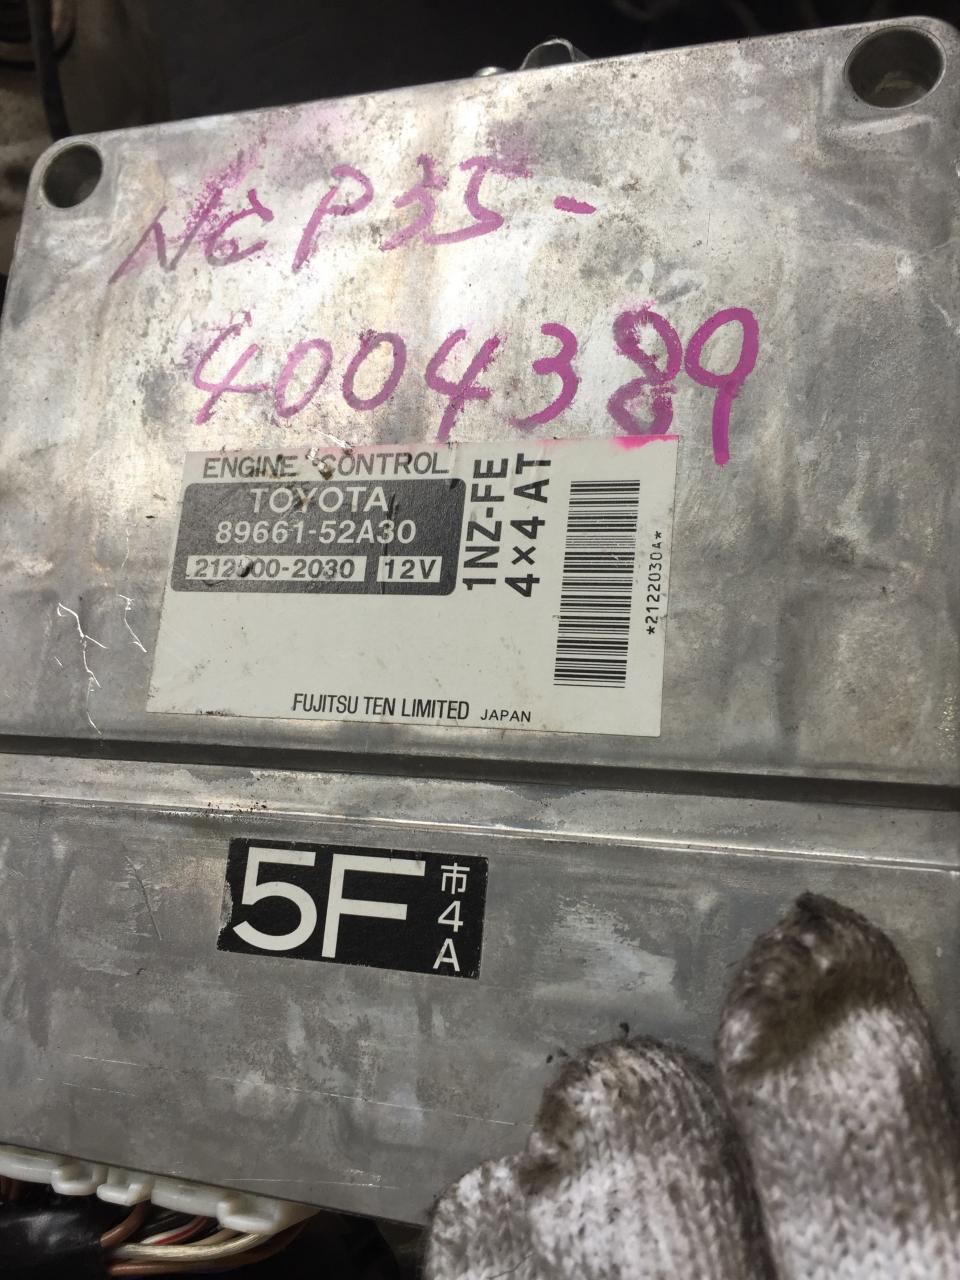 NCP35-
4004389
ENGINE CONTROL
TOYOTA
89661-52A30
212500-2030 12V
1NZ-FE
4×4 AT
*2122030A*
FUJITSU TEN LIMITED JAPAN
5F
市
4
A